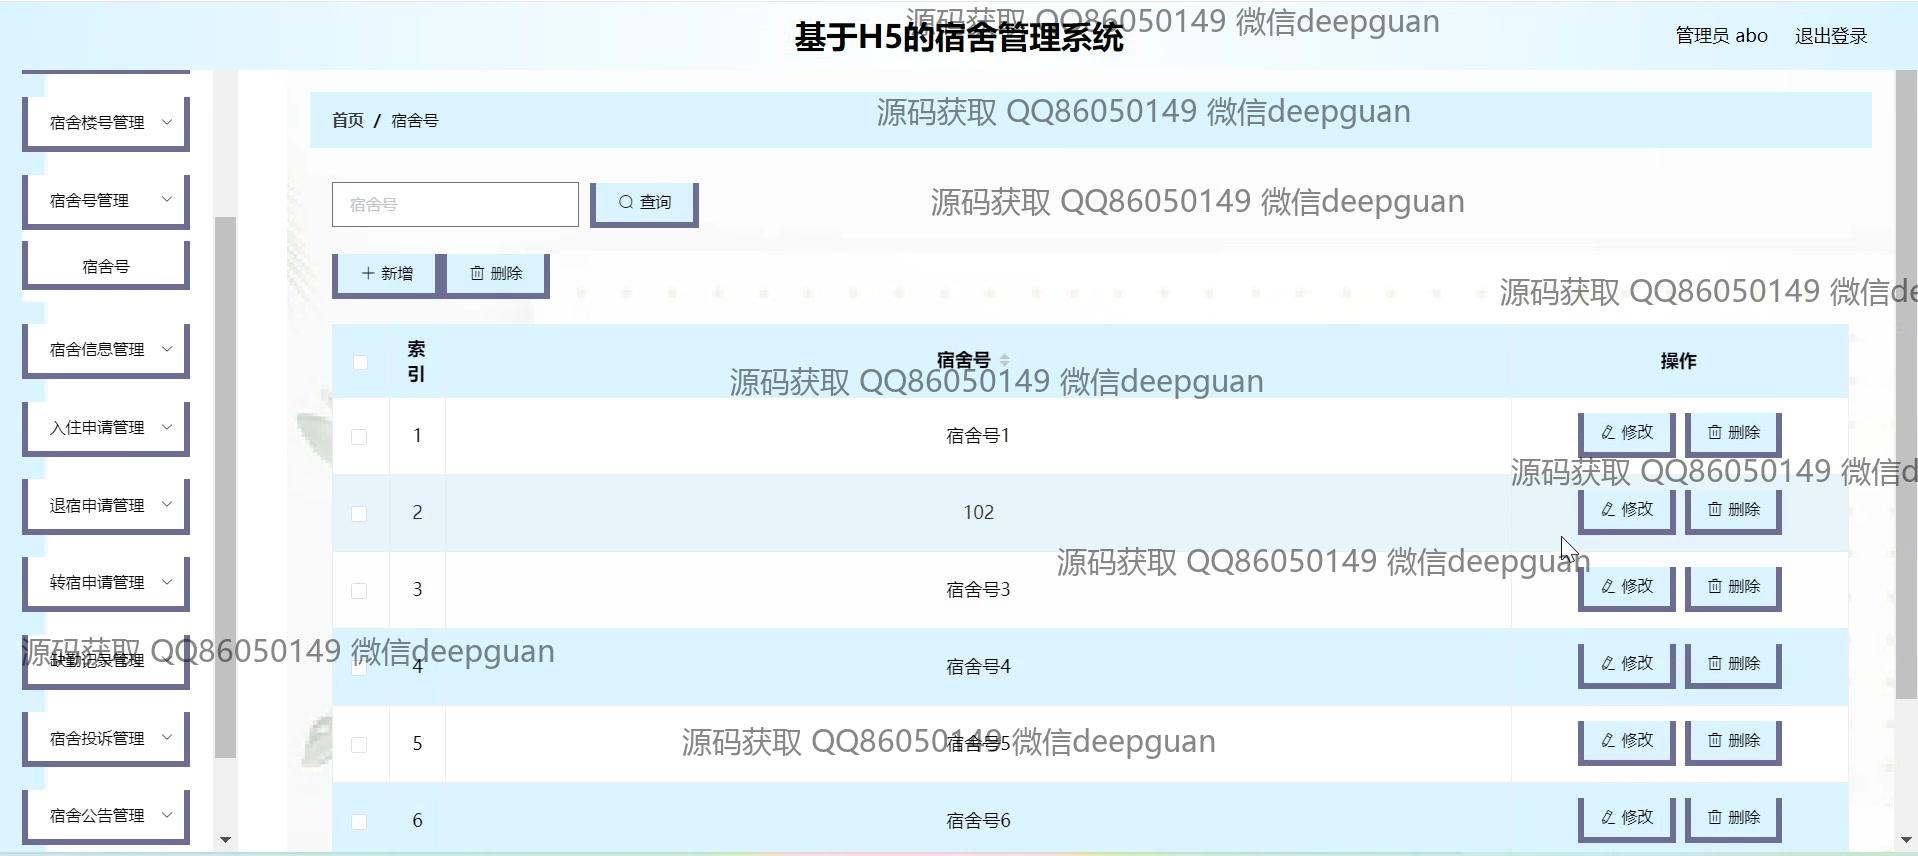 基于H5的宿舍管理系统
源码获取 QQ86050149 微信deepguan
管理员 abo
退出登录
宿舍楼号管理
宿舍号管理
宿舍号
宿舍信息管理
入住申请管理
退宿申请管理
转宿申请管理
缺勤记录管理
源码获取 QQ86050149 微信deepguan
宿舍投诉管理
宿舍公告管理
首页 / 宿舍号
源码获取 QQ86050149 微信deepguan
宿舍号
查询
源码获取 QQ86050149 微信deepguan
新增
删除
源码获取 QQ86050149 微信de
索引 宿舍号 操作
源码获取 QQ86050149 微信deepguan
1 宿舍号1 修改 删除
源码获取 QQ86050149 微信d
2 102 修改 删除
源码获取 QQ86050149 微信deepguan
3 宿舍号3 修改 删除
4 宿舍号4 修改 删除
5 宿舍号5 修改 删除
源码获取 QQ86050149 微信deepguan
6 宿舍号6 修改 删除